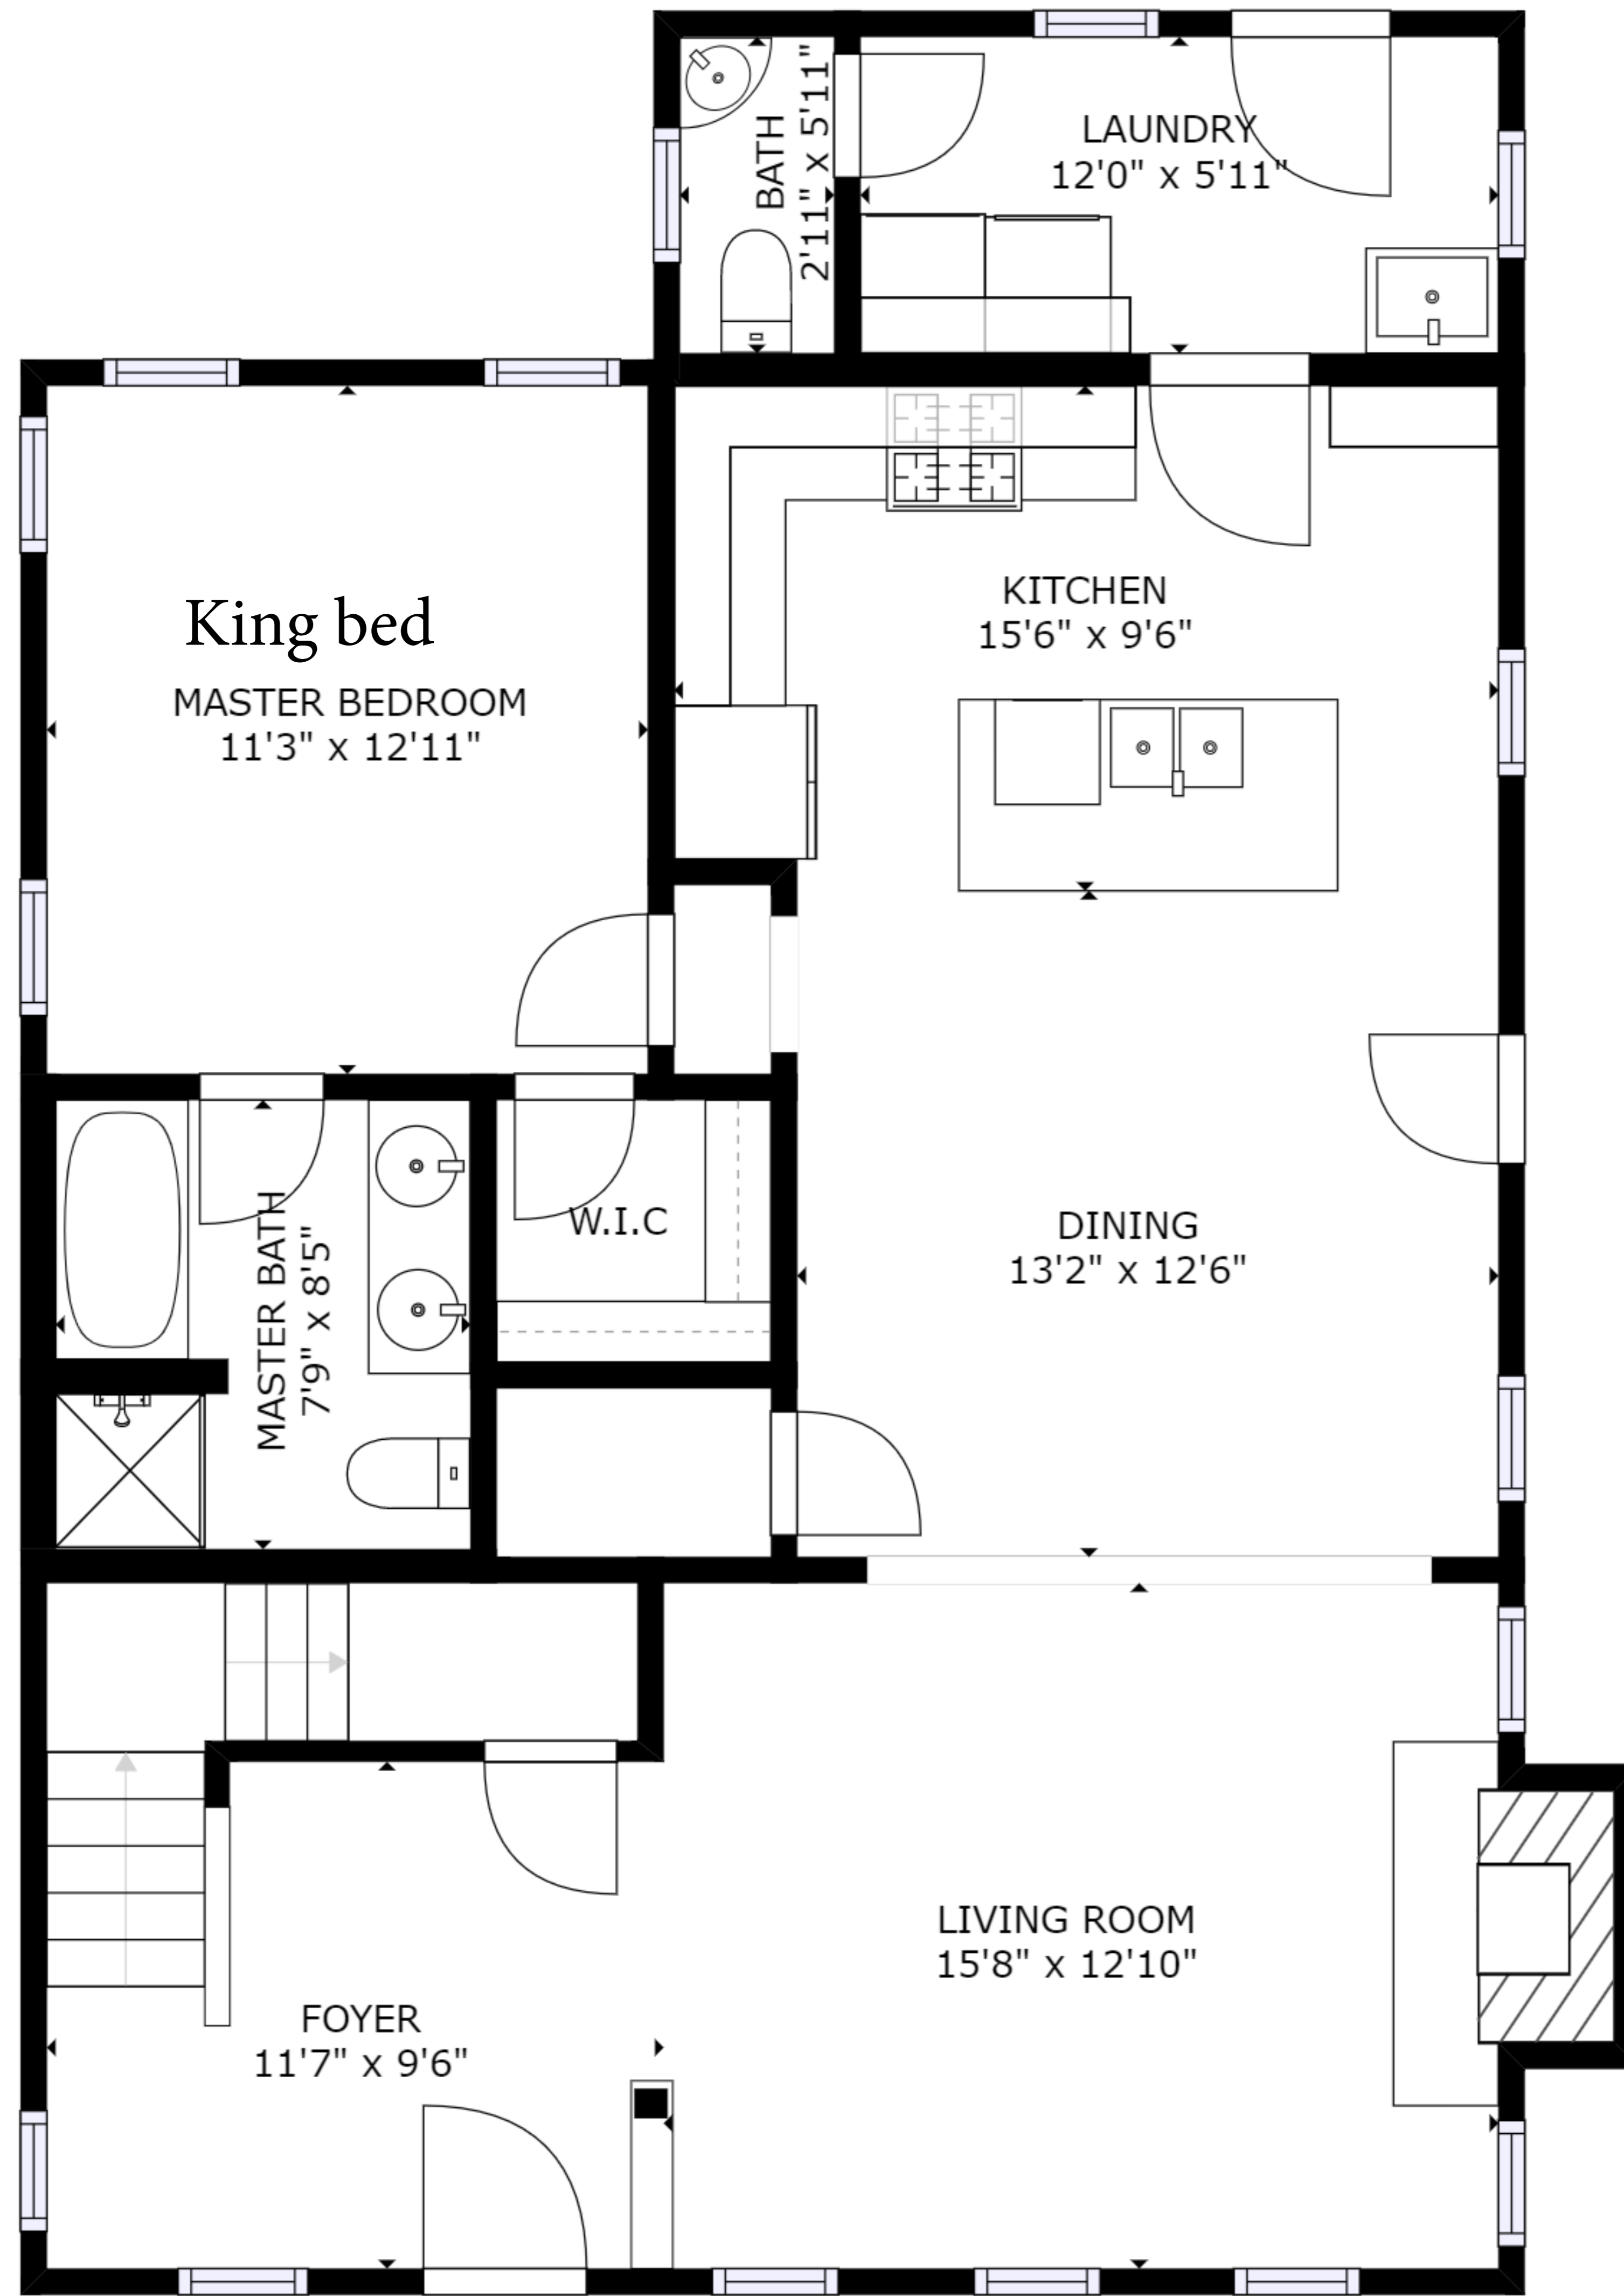 BATH
2'11" x 5'11"
LAUNDRY
12'0" x 5'11"
KITCHEN
15'6" x 9'6"
King bed
MASTER BEDROOM
11'3" x 12'11"
MASTER BATH
7'9" x 8'5"
W.I.C
DINING
13'2" x 12'6"
LIVING ROOM
15'8" x 12'10"
FOYER
11'7" x 9'6"